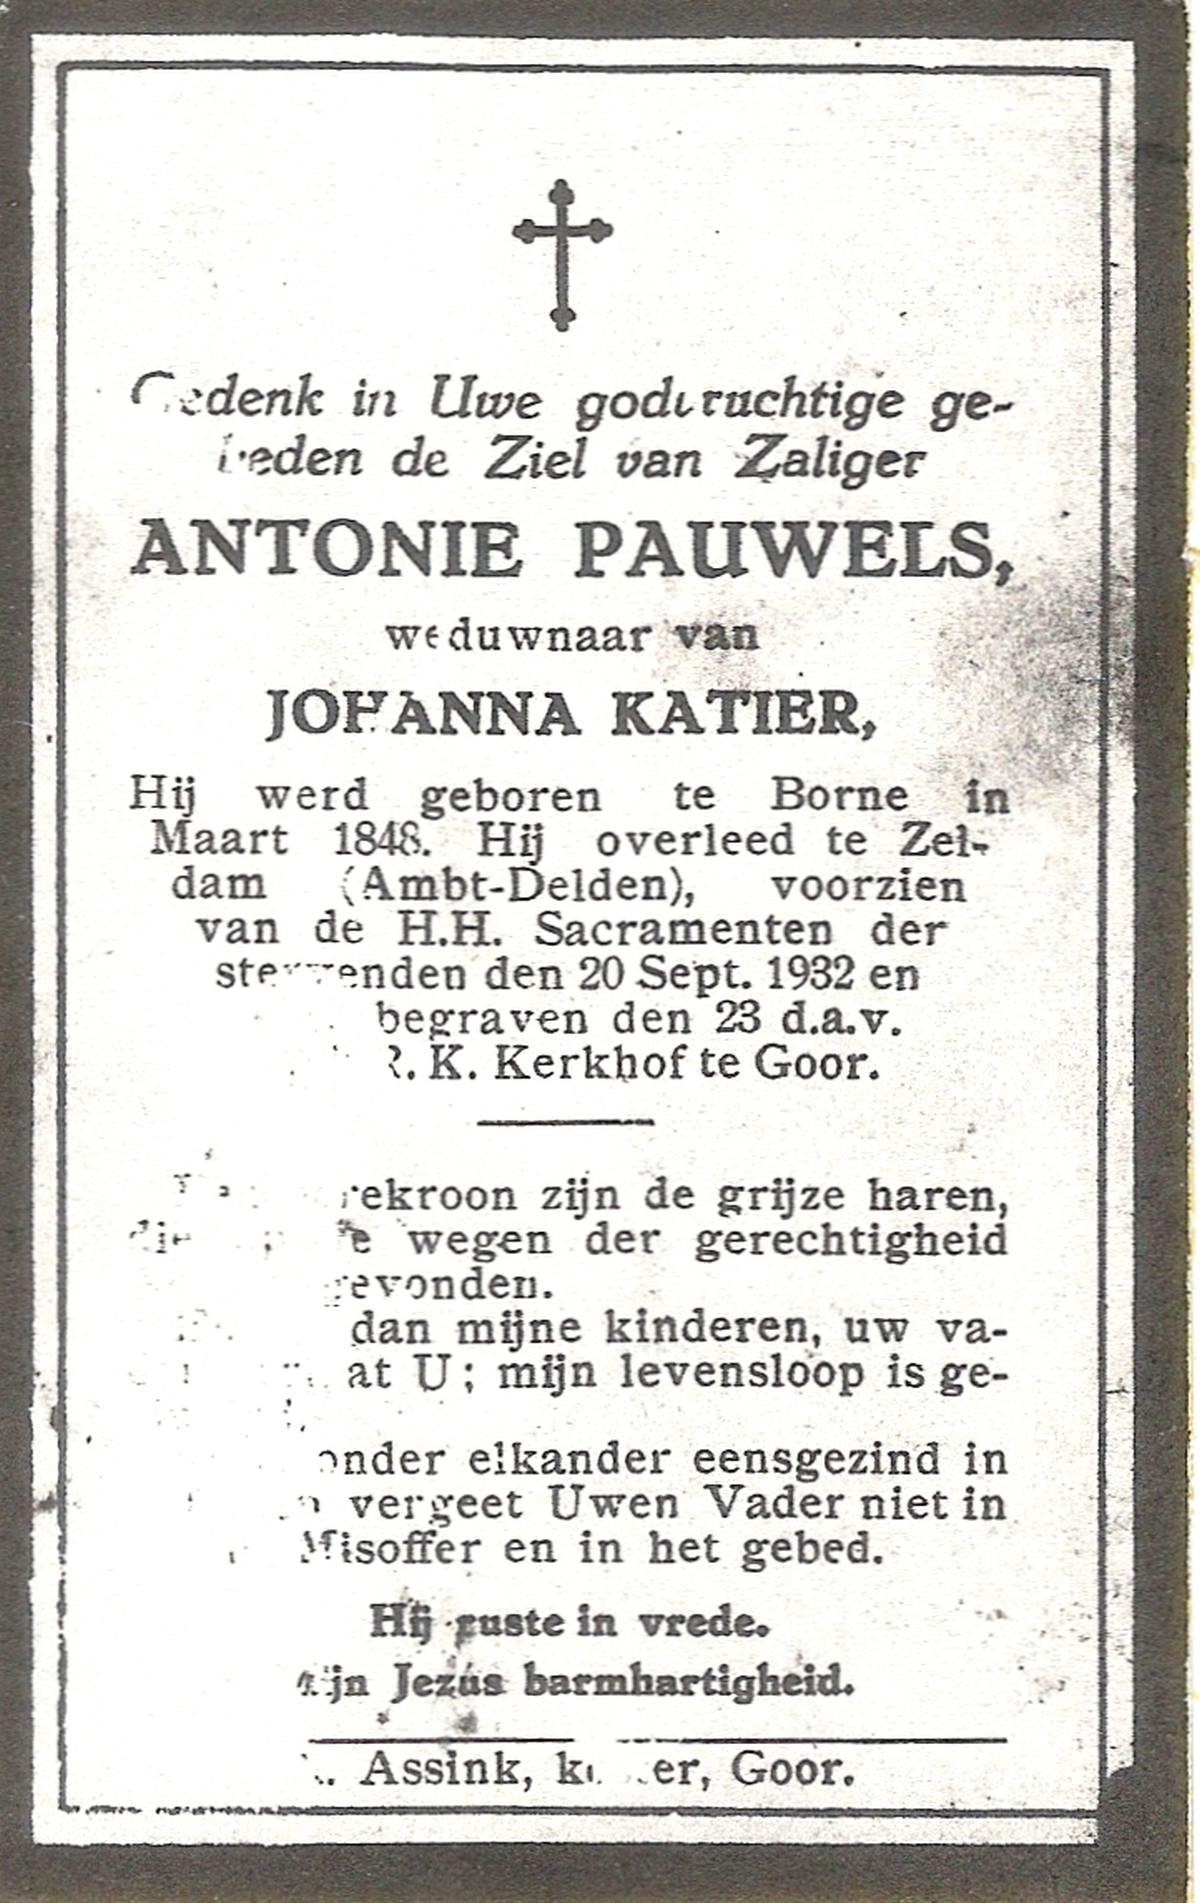 Gedenk in Uwe godvruchtige ge-
beden de Ziel van Zaliger
ANTONIE PAUWELS,
weduwnaar van
JOHANNA KATIER,
Hij werd geboren te Borne in
Maart 1848. Hij overleed te Zel-
dam (Ambt-Delden), voorzien
van de H.H. Sacramenten der
stervenden den 20 Sept. 1932 en
begraven den 23 d.a.v.
R. K. Kerkhof te Goor.
zijn de grijze haren,
wegen der gerechtigheid
gevonden.
dan mijne kinderen, uw va-
U; mijn levensloop is ge-
onder elkander eensgezind in
vergeet Uwen Vader niet in
Misoffer en in het gebed.
Hij ruste in vrede.
Mijn Jezus barmhartigheid.
Assink, Goor.